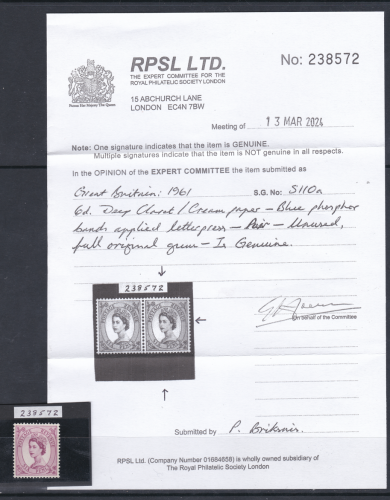 RPSL LTD.
THE EXPERT COMMITTEE FOR THE
ROYAL PHILATELIC SOCIETY LONDON
No: 238572
15 ABCHURCH LANE
LONDON EC4N 7BW
Meeting of 13 MAR 2024
Note: One signature indicates that the item is GENUINE.
Multiple signatures indicate that the item is NOT genuine in all respects.
In the OPINION of the EXPERT COMMITTEE the item submitted as
Great Britain: 1961 S.G. No: S110a
6d. Deep Claret / Cream paper – Blue phosphor
bands applied letterpress – Pair – Unused,
full original gum – Is Genuine.
238572
On behalf of the Committee
Submitted by P. Britnair
RPSL Ltd. (Company Number 01684658) is wholly owned subsidiary of
The Royal Philatelic Society London
238572